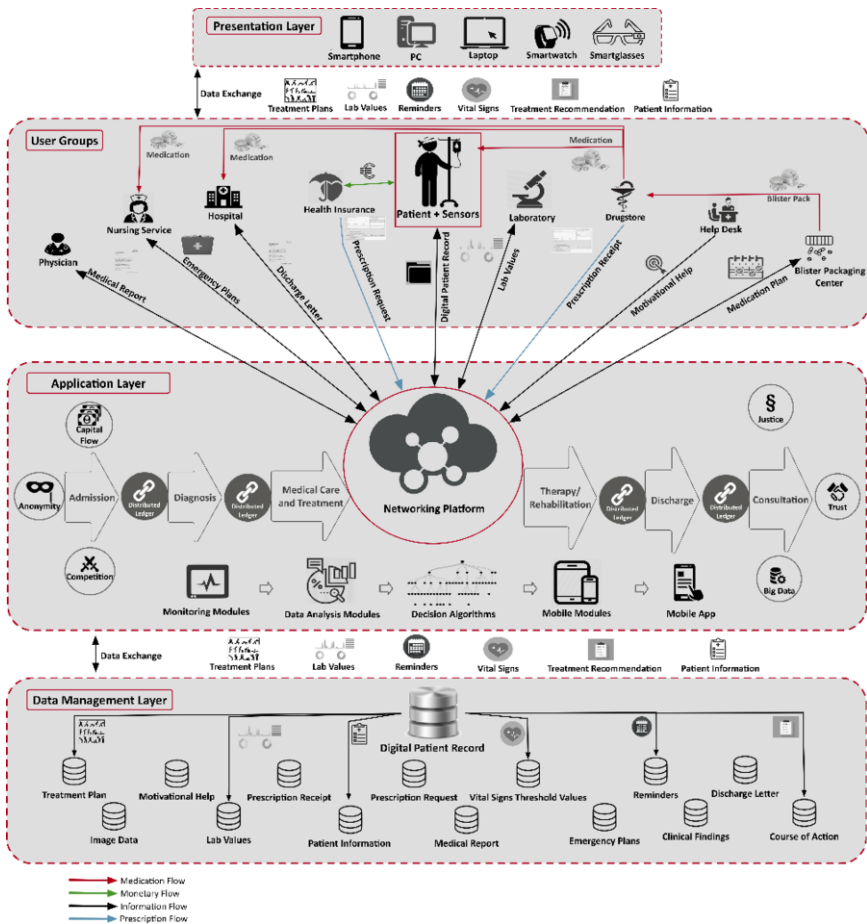 Presentation Layer
Smartphone
PC
Laptop
Smartwatch
Smartglasses
Data Exchange
Treatment Plans
Lab Values
Reminders
Vital Signs
Treatment Recommendation
Patient Information
User Groups
Medication
Medication
Medication
Nursing Service
Hospital
Health Insurance
Patient + Sensors
Laboratory
Drugstore
Help Desk
Blister Pack
Physician
Blister Packaging
Center
Medical Report
Emergency Plans
Discharge Letter
Prescription Request
Digital Patient Record
Lab Values
Prescription Receipt
Motivational Help
Medication Plan
Application Layer
Capital
Flow
§
Justice
Anonymity
Admission
Distributed
Ledger
Diagnosis
Distributed
Ledger
Medical Care
and Treatment
Networking Platform
Therapy/
Rehabilitation
Distributed
Ledger
Discharge
Distributed
Ledger
Consultation
Trust
Competition
Big Data
Monitoring Modules
Data Analysis Modules
Decision Algorithms
Mobile Modules
Mobile App
Data Exchange
Treatment Plans
Lab Values
Reminders
Vital Signs
Treatment Recommendation
Patient Information
Data Management Layer
Digital Patient Record
Treatment Plan
Motivational Help
Prescription Receipt
Prescription Request
Vital Signs Threshold Values
Reminders
Discharge Letter
Image Data
Lab Values
Patient Information
Medical Report
Emergency Plans
Clinical Findings
Course of Action
Medication Flow
Monetary Flow
Information Flow
Prescription Flow